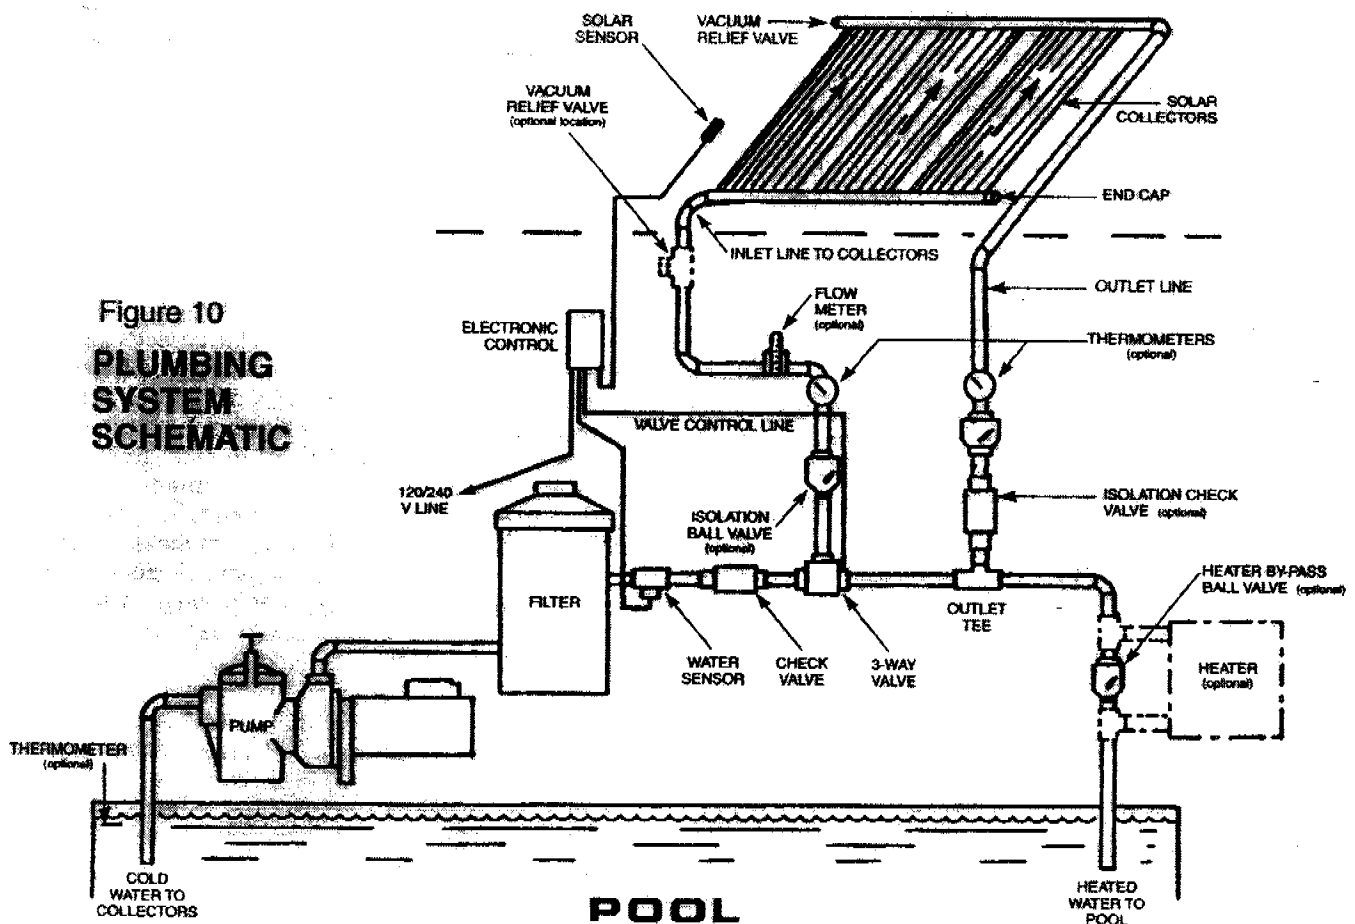 SOLAR
SENSOR
VACUUM
RELIEF VALVE
VACUUM
RELIEF VALVE
(optional location)
SOLAR
COLLECTORS
END CAP
INLET LINE TO COLLECTORS
OUTLET LINE
Figure 10
PLUMBING
SYSTEM
SCHEMATIC
ELECTRONIC
CONTROL
FLOW
METER
(optional)
THERMOMETERS
(optional)
VALVE CONTROL LINE
120/240
V LINE
ISOLATION
BALL VALVE
(optional)
ISOLATION CHECK
VALVE (optional)
FILTER
WATER
SENSOR
CHECK
VALVE
3-WAY
VALVE
OUTLET
TEE
HEATER BY-PASS
BALL VALVE (optional)
HEATER
(optional)
PUMP
THERMOMETER
(optional)
COLD
WATER TO
COLLECTORS
POOL
HEATED
WATER TO
POOL